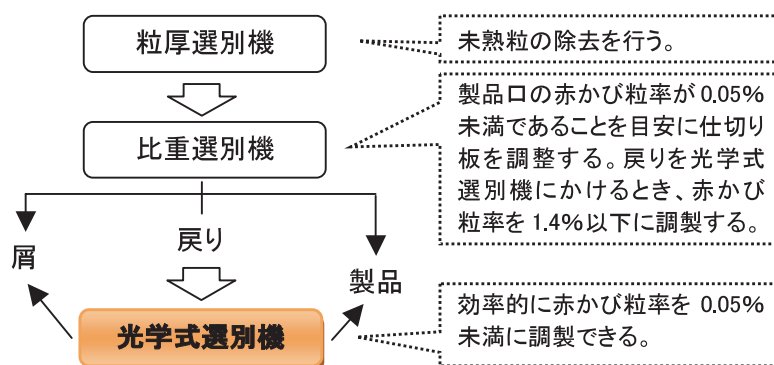 粒厚選別機
未熟粒の除去を行う。
比重選別機
製品口の赤かび粒率が0.05%
未満であることを目安に仕切り
板を調整する。戻りを光学式
選別機にかけるとき、赤かび
粒率を1.4%以下に調製する。
屑
戻り
製品
光学式選別機
効率的に赤かび粒率を 0.05%
未満に調製できる。